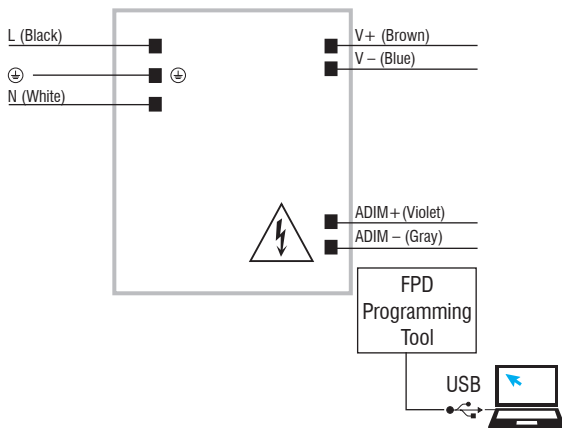 L (Black)
N (White)
V+ (Brown)
V – (Blue)
ADIM+(Violet)
ADIM – (Gray)
FPD
Programming
Tool
USB